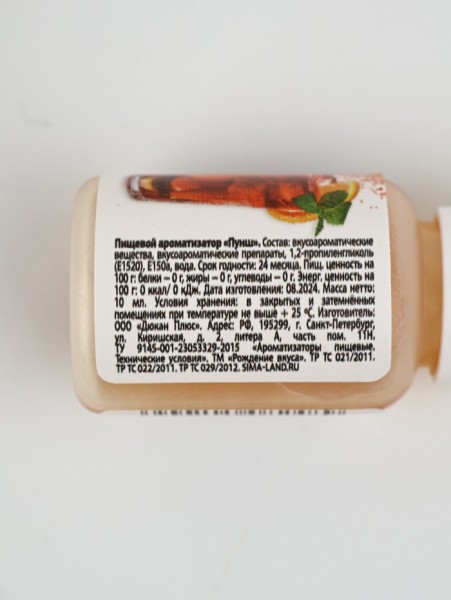 Пищевой ароматизатор «Пунш». Состав: вкусоароматические
вещества, вкусоароматические препараты, 1,2-пропиленгликоль
(Е1520), Е150а, вода. Срок годности: 24 месяца. Пищ. ценность на
100 г: белки – 0 г, жиры – 0 г, углеводы – 0 г. Энерг. ценность на
100 г: 0 ккал/ 0 кДж. Дата изготовления: 08.2024. Масса нетто:
10 мл. Условия хранения: в закрытых и затемнённых
помещениях при температуре не выше + 25 °С. Изготовитель:
ООО «Дюкан Плюс». Адрес: РФ, 195299, г. Санкт-Петербург,
ул. Киришская, д. 2, литера А, часть пом. 11Н.
ТУ 9145-001-23053329-2015 «Ароматизаторы пищевые.
Технические условия». ТМ «Рождение вкуса». ТР ТС 021/2011.
ТР ТС 022/2011. ТР ТС 029/2012. SIMA-LAND.RU